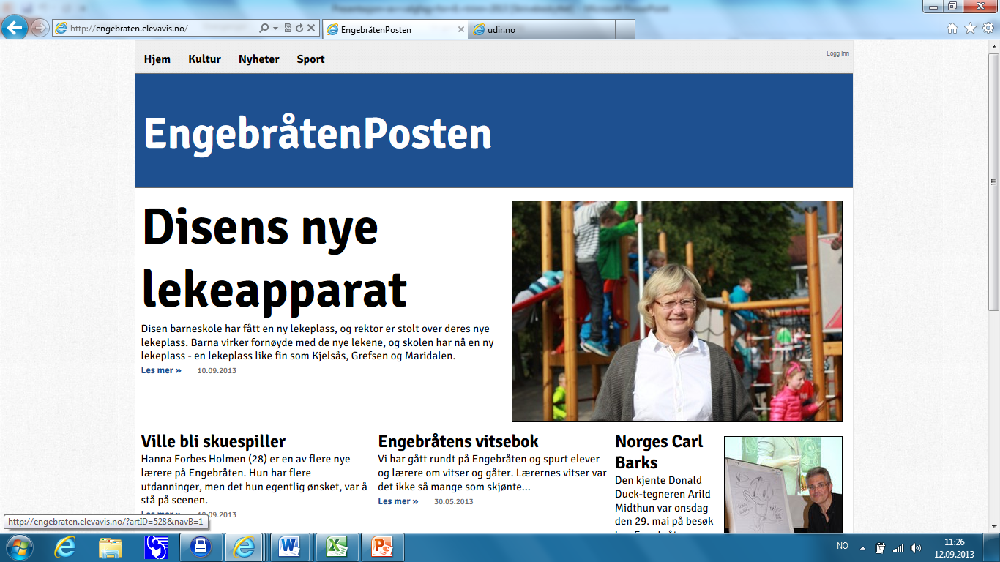 http://engebraten.elevavis.no/
EngebråtenPosten
udir.no
Hjem Kultur Nyheter Sport
Logg inn
EngebråtenPosten
Disens nye
lekeapparat
Disen barneskole har fått en ny lekeplass, og rektor er stolt over deres nye
lekeplass. Barna virker fornøyde med de nye lekene, og skolen har nå en ny
lekeplass - en lekeplass like fin som Kjelsås, Grefsen og Maridalen.
Les mer » 10.09.2013
Ville bli skuespiller
Hanna Forbes Holmen (28) er en av flere nye
lærere på Engebråten. Hun har flere
utdanninger, men det hun egentlig ønsket, var å
stå på scenen.
Engebråtens vitsebok
Vi har gått rundt på Engebråten og spurt elever
og lærere om vitser og gåter. Lærernes vitser var
det ikke så mange som skjønte...
Les mer » 30.05.2013
Norges Carl
Barks
Den kjente Donald
Duck-tegneren Arild
Midthun var onsdag
den 29. mai på besøk
http://engebraten.elevavis.no/?artID=528&navB=1
NO
11:26
12.09.2013